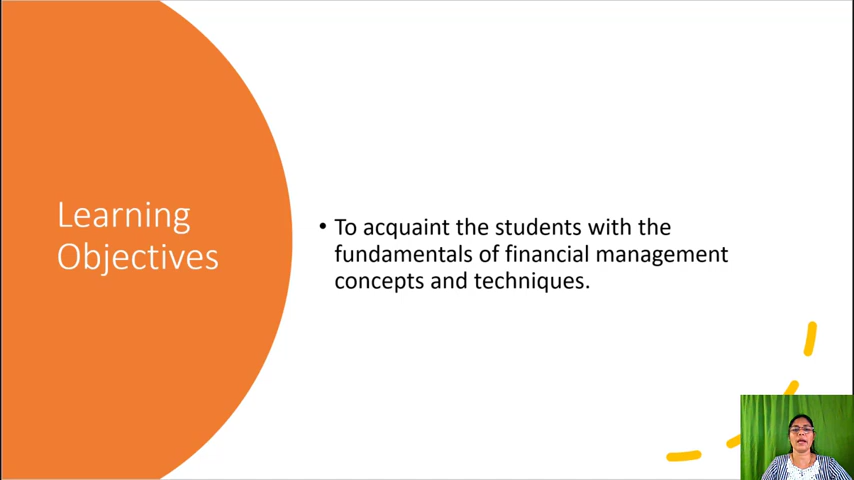 Learning
Objectives
• To acquaint the students with the
fundamentals of financial management
concepts and techniques.